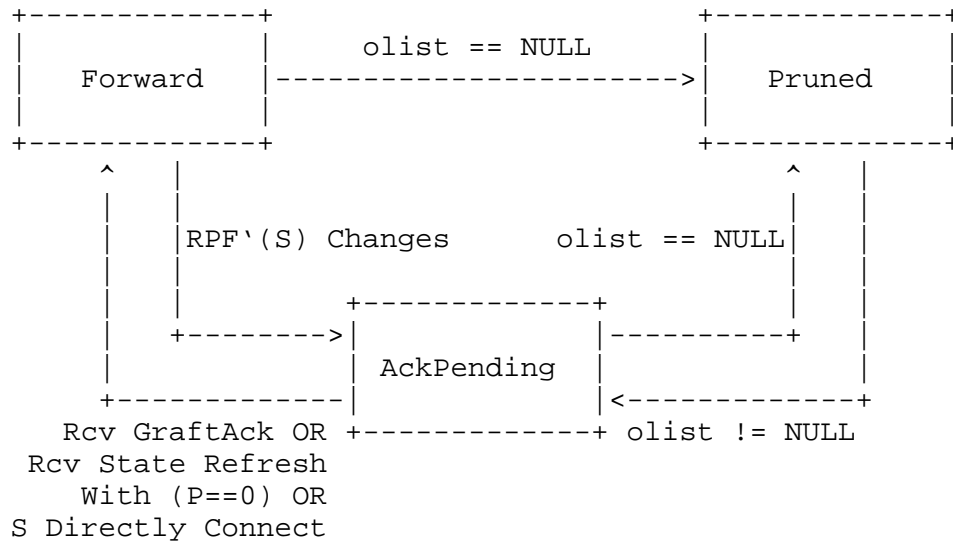 olist == NULL
Forward
Pruned
RPF`(S) Changes
olist == NULL
AckPending
Rcv GraftAck OR
olist != NULL
Rcv State Refresh
With (P==0) OR
S Directly Connect